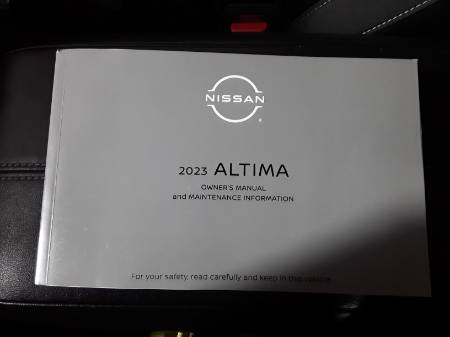 NISSAN
2023 ALTIMA
OWNER'S MANUAL
and MAINTENANCE INFORMATION
For your safety, read carefully and keep in this vehicle.